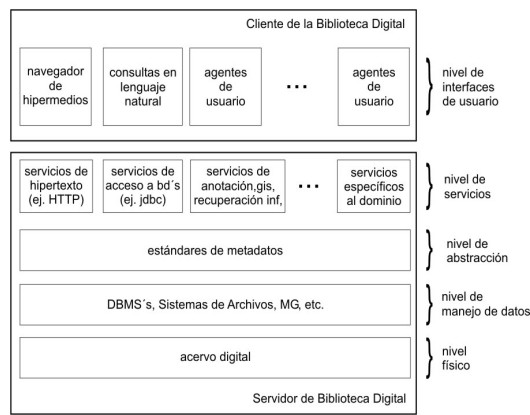 Cliente de la Biblioteca Digital
navegador
de
hipermedios
consultas en
lenguaje
natural
agentes
de
usuario
...
agentes
de
usuario
nivel de
interfaces
de usuario
servicios de
hipertexto
(ej. HTTP)
servicios de
acceso a bd´s
(ej. jdbc)
servicios de
anotación,gis,
recuperación inf,
...
servicios
específicos
al dominio
nivel de
servicios
estándares de metadatos
nivel de
abstracción
DBMS´s, Sistemas de Archivos, MG, etc.
nivel de
manejo de datos
acervo digital
nivel
físico
Servidor de Biblioteca Digital